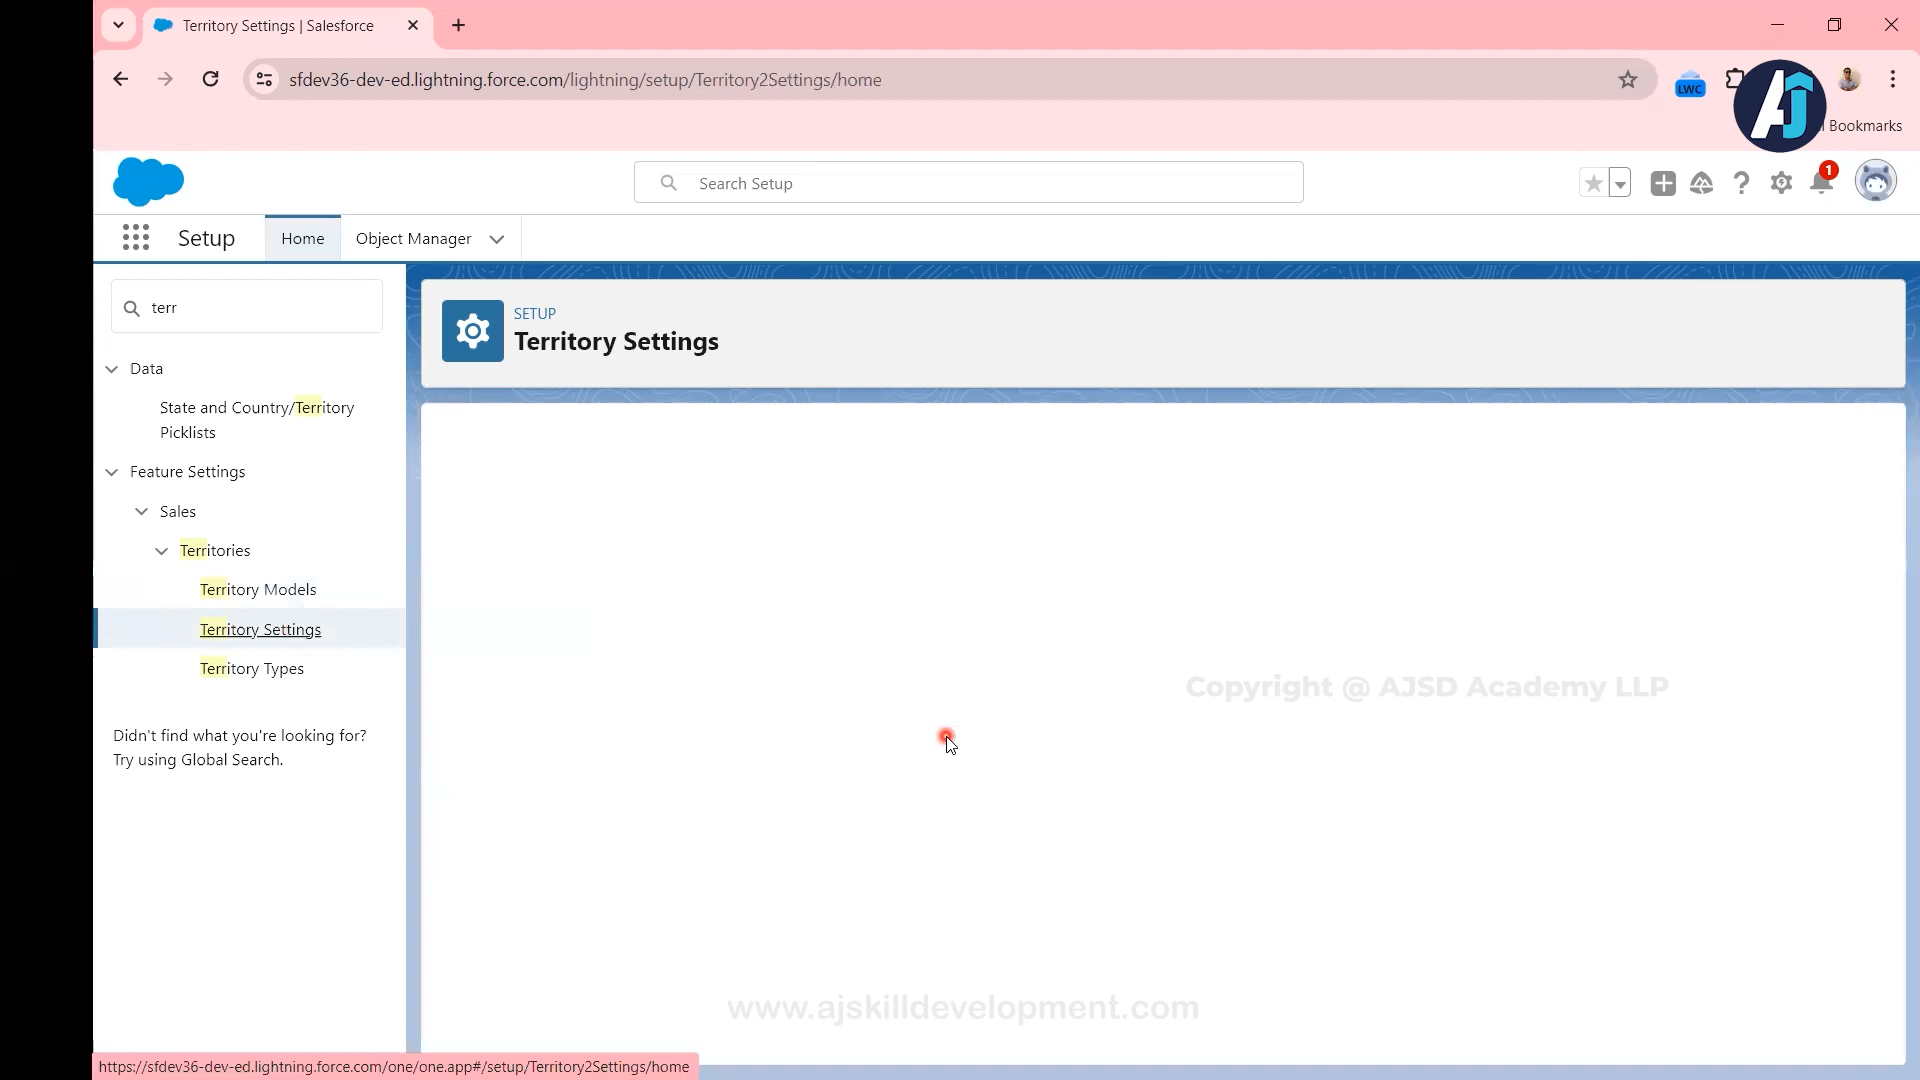 Territory Settings | Salesforce
sfdev36-dev-ed.lightning.force.com/lightning/setup/Territory2Settings/home
LWC
AJ
Bookmarks
Search Setup
1
Setup
Home
Object Manager
terr
SETUP
Territory Settings
Data
State and Country/Territory
Picklists
Feature Settings
Sales
Territories
Territory Models
Territory Settings
Territory Types
Copyright @ AJSD Academy LLP
Didn't find what you're looking for?
Try using Global Search.
www.ajskilldevelopment.com
https://sfdev36-dev-ed.lightning.force.com/one/one.app#/setup/Territory2Settings/home